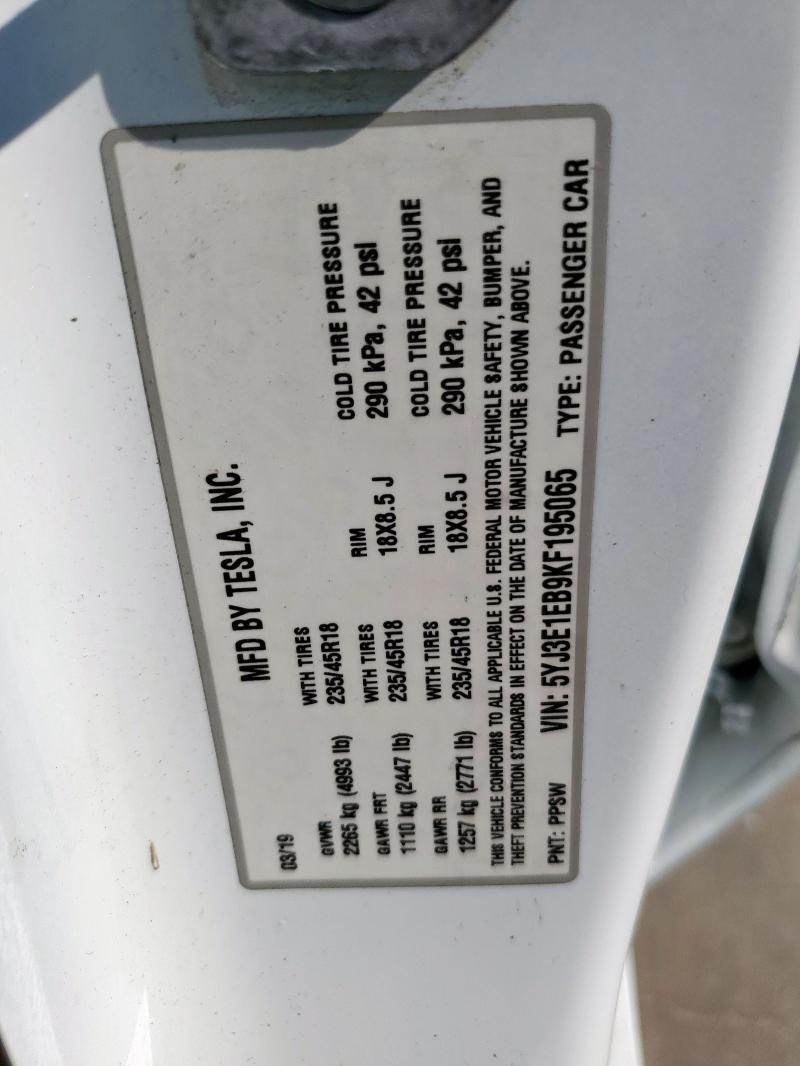 MFD BY TESLA, INC.
03/19
GVWR WITH TIRES
2265 kg (4993 lb) 235/45R18
GAWR FRT WITH TIRES RIM COLD TIRE PRESSURE
1110 kg (2447 lb) 235/45R18 18X8.5 J 290 kPa, 42 psi
GAWR RR WITH TIRES RIM COLD TIRE PRESSURE
1257 kg (2771 lb) 235/45R18 18X8.5 J 290 kPa, 42 psi
THIS VEHICLE CONFORMS TO ALL APPLICABLE U.S. FEDERAL MOTOR VEHICLE SAFETY, BUMPER, AND
THEFT PREVENTION STANDARDS IN EFFECT ON THE DATE OF MANUFACTURE SHOWN ABOVE.
PNT: PPSW VIN: 5YJ3E1EB9KF195065 TYPE: PASSENGER CAR